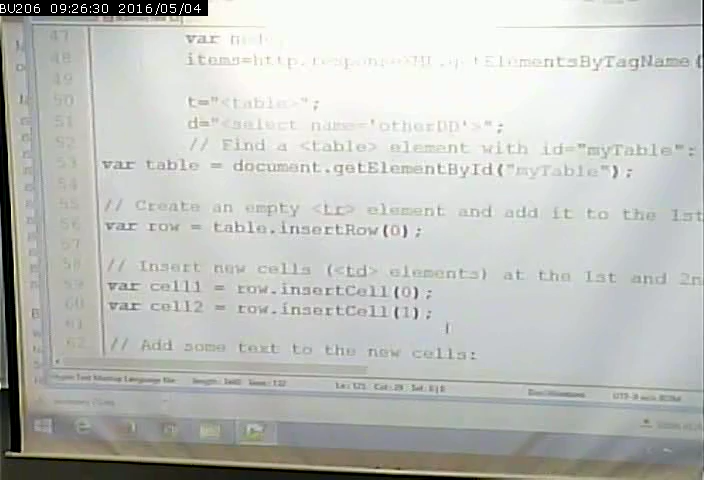 BU206 09:26:30 2016/05/04
47 var
48 items=http.responseXML.getElementsByTagName(
49
50 t="<table>";
51 d="<select name='otherDD'>";
52 // Find a <table> element with id="myTable":
53 var table = document.getElementById("myTable");
54
55 // Create an empty <tr> element and add it to the 1st
56 var row = table.insertRow(0);
57
58 // Insert new cells (<td> elements) at the 1st and 2n
59 var cell1 = row.insertCell(0);
60 var cell2 = row.insertCell(1);
61
62 // Add some text to the new cells: